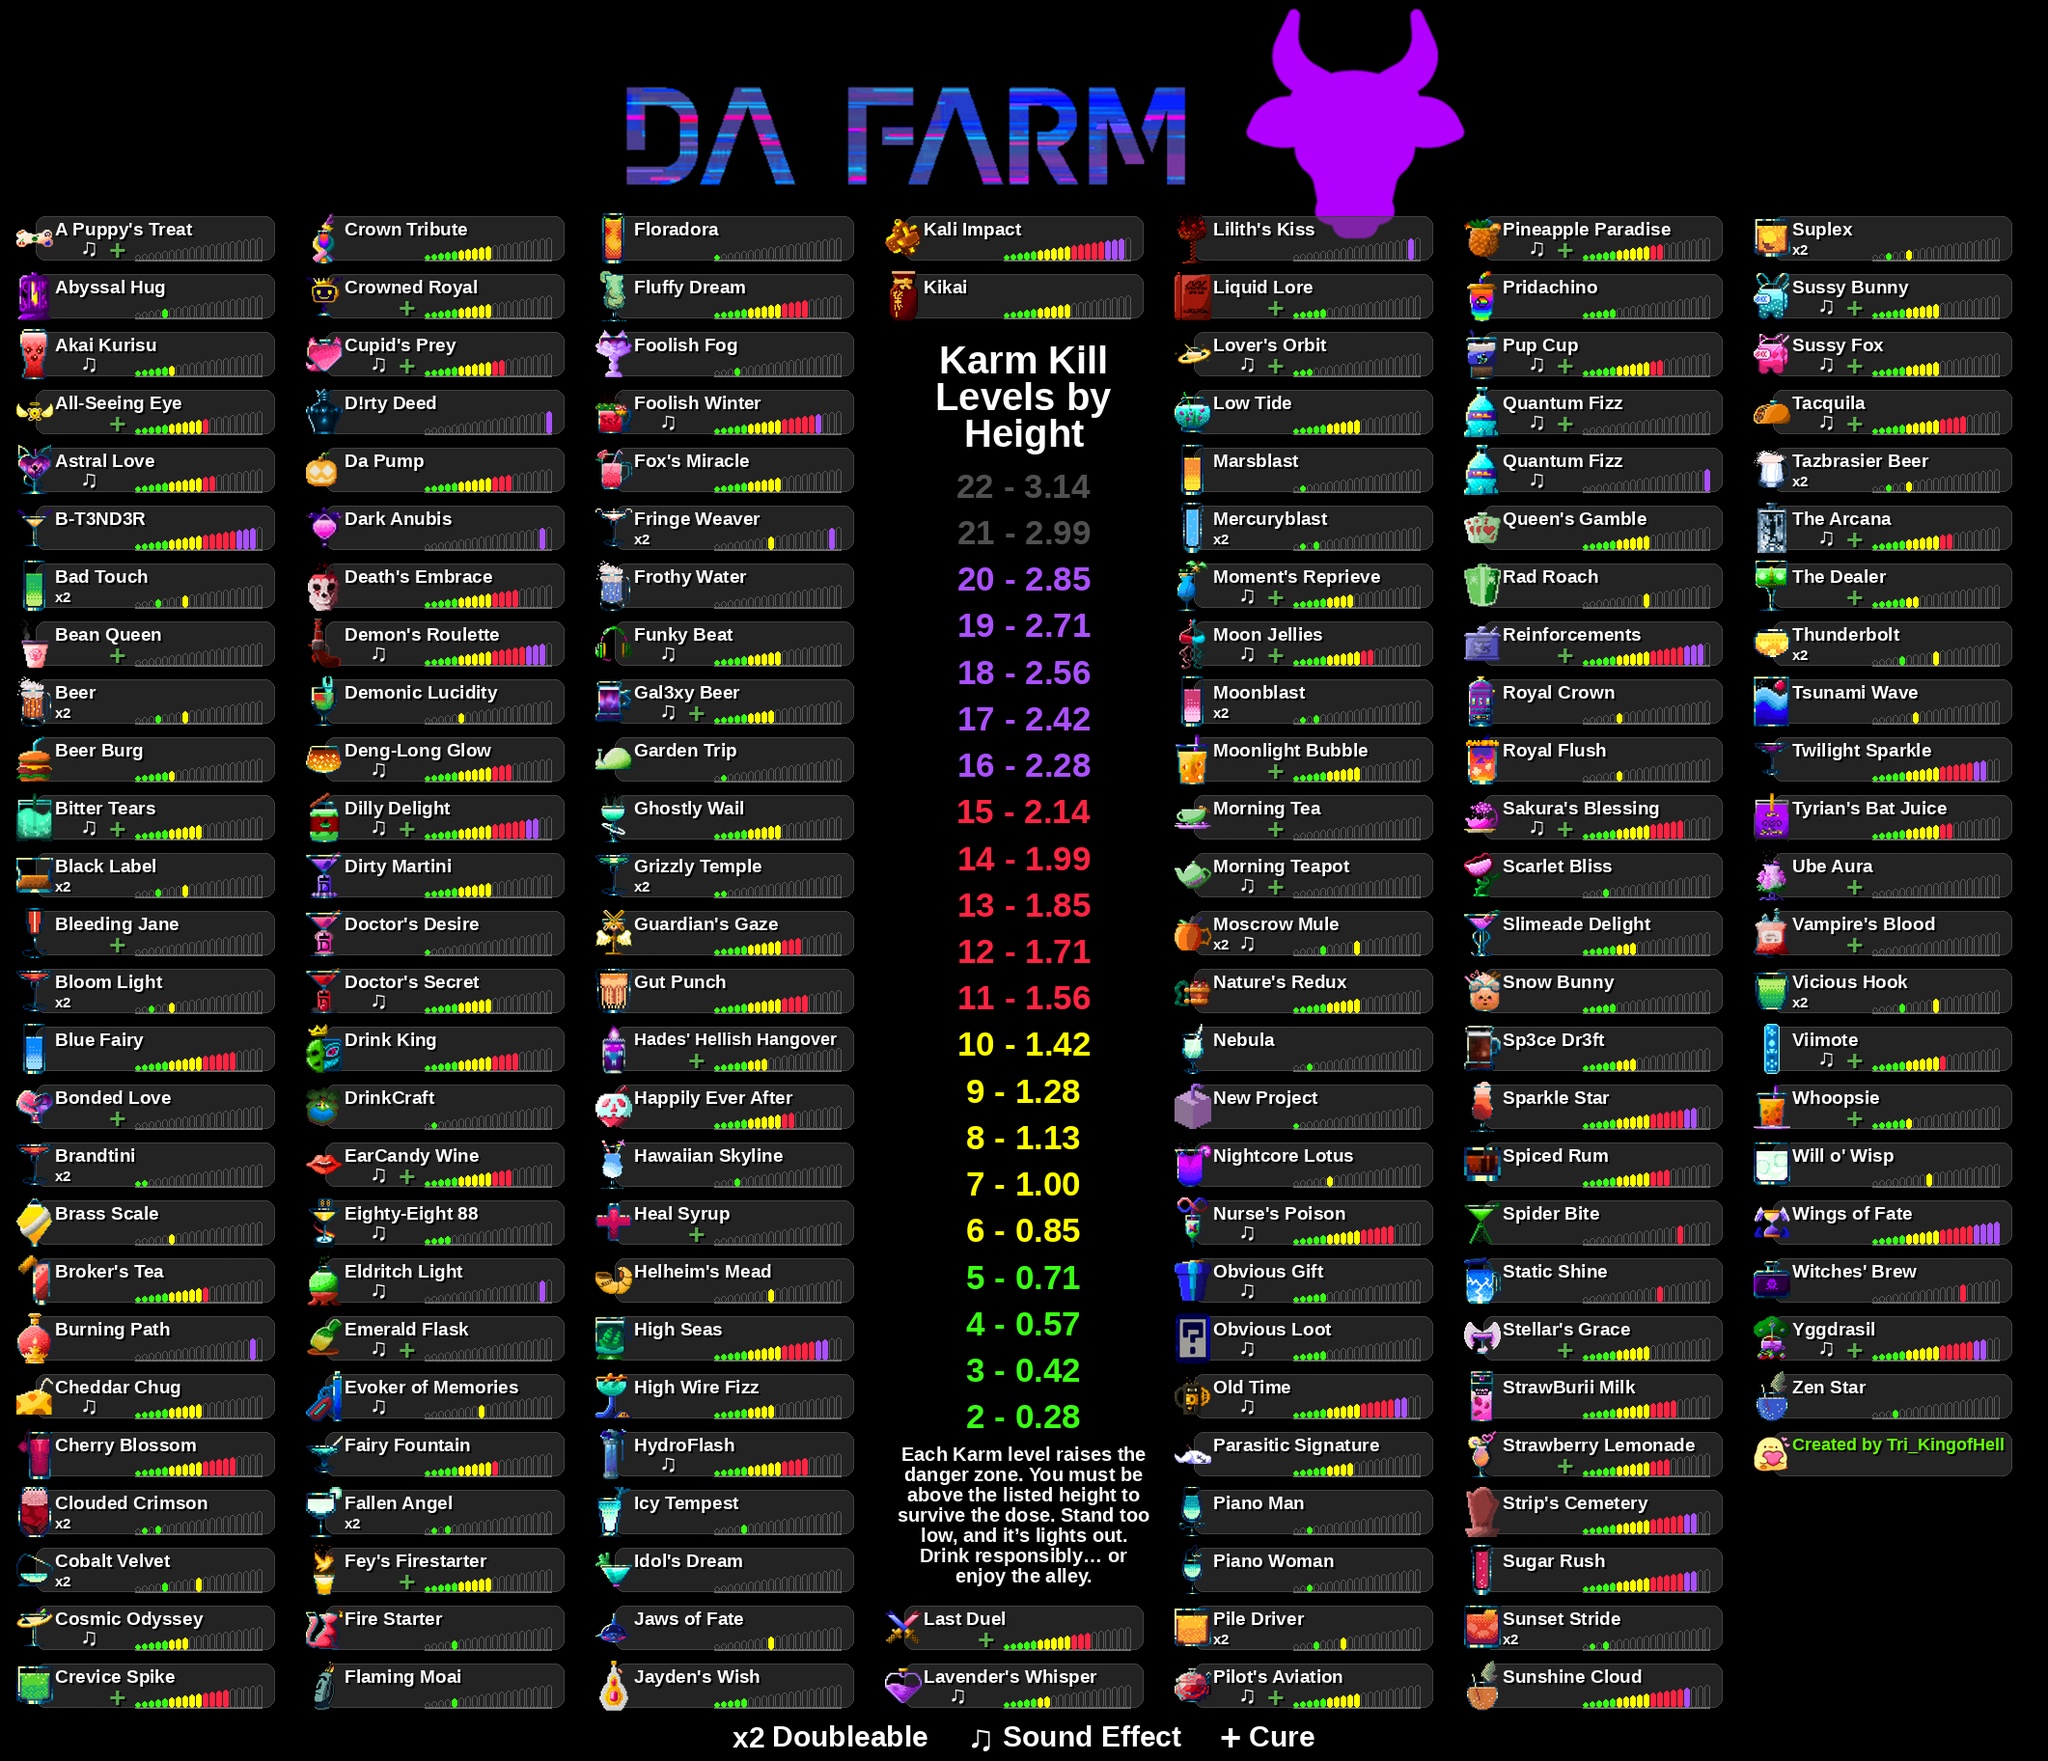 DA FARM
A Puppy's Treat
♫ +
Abyssal Hug
Akai Kurisu
♫
All-Seeing Eye
+
Astral Love
♫
B-T3ND3R
Bad Touch
x2
Bean Queen
+
Beer
x2
Beer Burg
Bitter Tears
♫ +
Black Label
x2
Bleeding Jane
+
Bloom Light
x2
Blue Fairy
Bonded Love
+
Brandtini
x2
Brass Scale
Broker's Tea
Burning Path
Cheddar Chug
♫
Cherry Blossom
Clouded Crimson
x2
Cobalt Velvet
x2
Cosmic Odyssey
♫
Crevice Spike
+
Crown Tribute
Crowned Royal
+
Cupid's Prey
♫ +
D!rty Deed
Da Pump
Dark Anubis
Death's Embrace
Demon's Roulette
♫
Demonic Lucidity
Deng-Long Glow
♫
Dilly Delight
♫ +
Dirty Martini
Doctor's Desire
Doctor's Secret
♫
Drink King
DrinkCraft
EarCandy Wine
♫ +
Eighty-Eight 88
♫
Eldritch Light
♫
Emerald Flask
♫ +
Evoker of Memories
Fairy Fountain
Fallen Angel
x2
Fey's Firestarter
+
Fire Starter
Flaming Moai
Floradora
Fluffy Dream
Foolish Fog
Foolish Winter
♫
Fox's Miracle
Fringe Weaver
x2
Frothy Water
Funky Beat
♫
Gal3xy Beer
♫ +
Garden Trip
Ghostly Wail
Grizzly Temple
x2
Guardian's Gaze
Gut Punch
Hades' Hellish Hangover
+
Happily Ever After
Hawaiian Skyline
Heal Syrup
+
Helheim's Mead
High Seas
High Wire Fizz
HydroFlash
♫
Icy Tempest
Idol's Dream
Jaws of Fate
Jayden's Wish
Kali Impact
Kikai
Karm Kill
Levels by
Height
22 - 3.14
21 - 2.99
20 - 2.85
19 - 2.71
18 - 2.56
17 - 2.42
16 - 2.28
15 - 2.14
14 - 1.99
13 - 1.85
12 - 1.71
11 - 1.56
10 - 1.42
9 - 1.28
8 - 1.13
7 - 1.00
6 - 0.85
5 - 0.71
4 - 0.57
3 - 0.42
2 - 0.28
Each Karm level raises the
danger zone. You must be
above the listed height to
survive the dose. Stand too
low, and it’s lights out.
Drink responsibly... or
enjoy the alley.
Last Duel
+
Lavender's Whisper
♫
Lilith's Kiss
Liquid Lore
+
Lover's Orbit
♫ +
Low Tide
Marsblast
Mercuryblast
x2
Moment's Reprieve
♫ +
Moon Jellies
♫ +
Moonblast
x2
Moonlight Bubble
+
Morning Tea
+
Morning Teapot
♫ +
Moscrow Mule
x2 ♫
Nature's Redux
Nebula
New Project
Nightcore Lotus
Nurse's Poison
♫
Obvious Gift
♫
Obvious Loot
♫
Old Time
♫
Parasitic Signature
Piano Man
Piano Woman
Pile Driver
x2
Pilot's Aviation
♫ +
Pineapple Paradise
♫ +
Pridachino
Pup Cup
♫ +
Quantum Fizz
♫ +
Quantum Fizz
♫
Queen's Gamble
Rad Roach
Reinforcements
+
Royal Crown
Royal Flush
Sakura's Blessing
♫ +
Scarlet Bliss
Slimeade Delight
Snow Bunny
Sp3ce Dr3ft
Sparkle Star
Spiced Rum
Spider Bite
Static Shine
Stellar's Grace
+
StrawBurii Milk
Strawberry Lemonade
+
Strip's Cemetery
Sugar Rush
Sunset Stride
x2
Sunshine Cloud
Suplex
x2
Sussy Bunny
♫ +
Sussy Fox
♫ +
Tacquila
♫ +
Tazbrasier Beer
x2
The Arcana
♫ +
The Dealer
+
Thunderbolt
x2
Tsunami Wave
Twilight Sparkle
Tyrian's Bat Juice
Ube Aura
+
Vampire's Blood
+
Vicious Hook
x2
Viimote
♫ +
Whoopsie
+
Will o' Wisp
Wings of Fate
Witches' Brew
Yggdrasil
♫ +
Zen Star
Created by Tri_KingofHell
x2 Doubleable ♫ Sound Effect + Cure